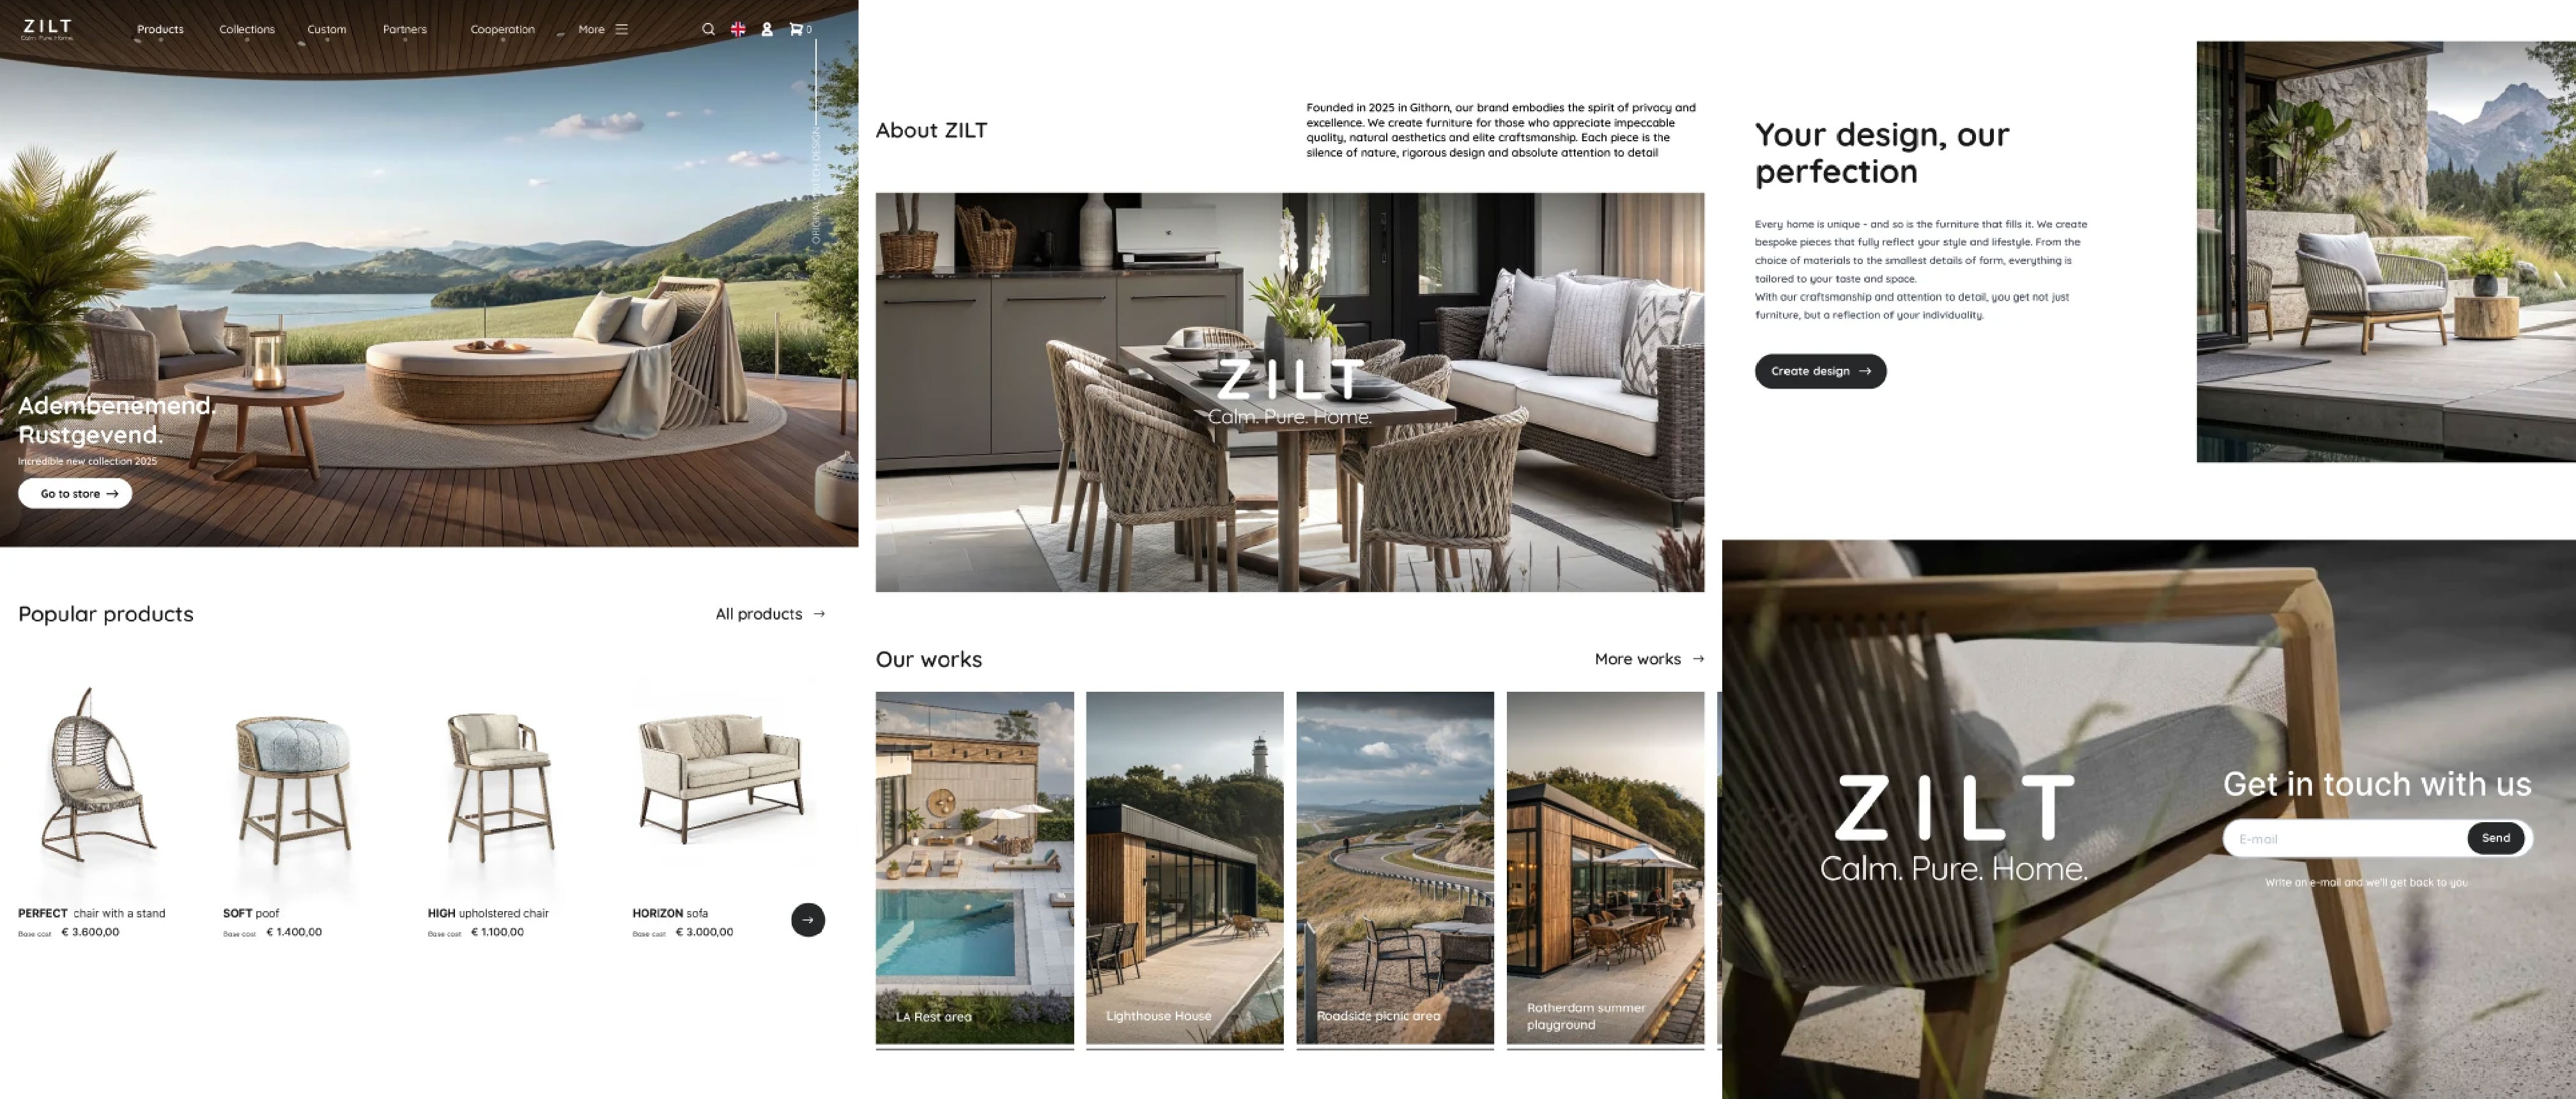 ZILT
Calm. Pure. Home.
Products
Collections
Custom
Partners
Cooperation
More
0
ORIGINAL DUTCH DESIGN
Adembenemend.
Rustgevend.
Incredible new collection 2025
Go to store →
Popular products
All products →
PERFECT chair with a stand
Base cost € 3.600,00
SOFT poof
Base cost € 1.400,00
HIGH upholstered chair
Base cost € 1.100,00
HORIZON sofa
Base cost € 3.000,00
→
About ZILT
Founded in 2025 in Githorn, our brand embodies the spirit of privacy and
excellence. We create furniture for those who appreciate impeccable
quality, natural aesthetics and elite craftsmanship. Each piece is the
silence of nature, rigorous design and absolute attention to detail
ZILT
Calm. Pure. Home.
Our works
More works →
LA Rest area
Lighthouse House
Roadside picnic area
Rotherdam summer
playground
Your design, our
perfection
Every home is unique - and so is the furniture that fills it. We create
bespoke pieces that fully reflect your style and lifestyle. From the
choice of materials to the smallest details of form, everything is
tailored to your taste and space.
With our craftsmanship and attention to detail, you get not just
furniture, but a reflection of your individuality.
Create design →
ZILT
Calm. Pure. Home.
Get in touch with us
E-mail
Send
Write an e-mail and we'll get back to you